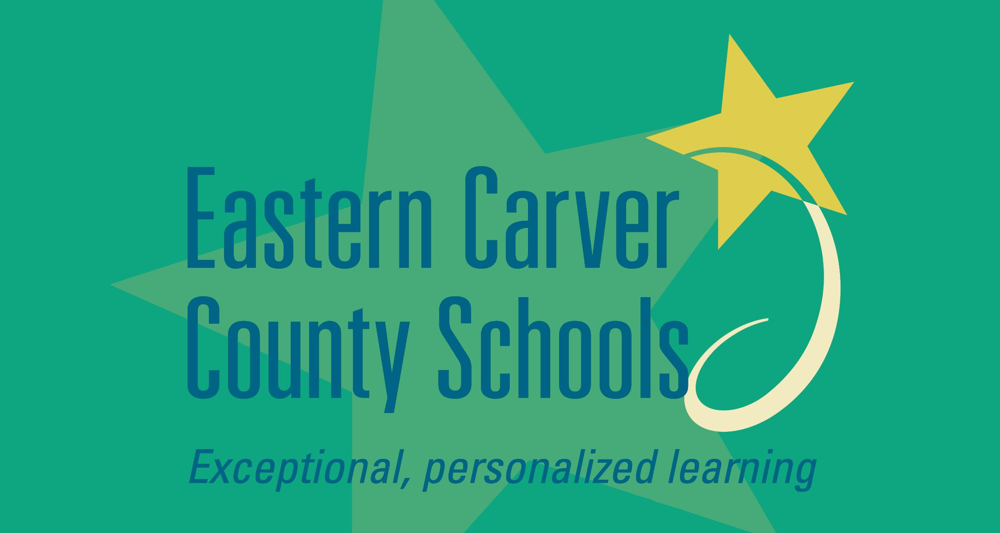 Eastern Carver
County Schools
Exceptional, personalized learning